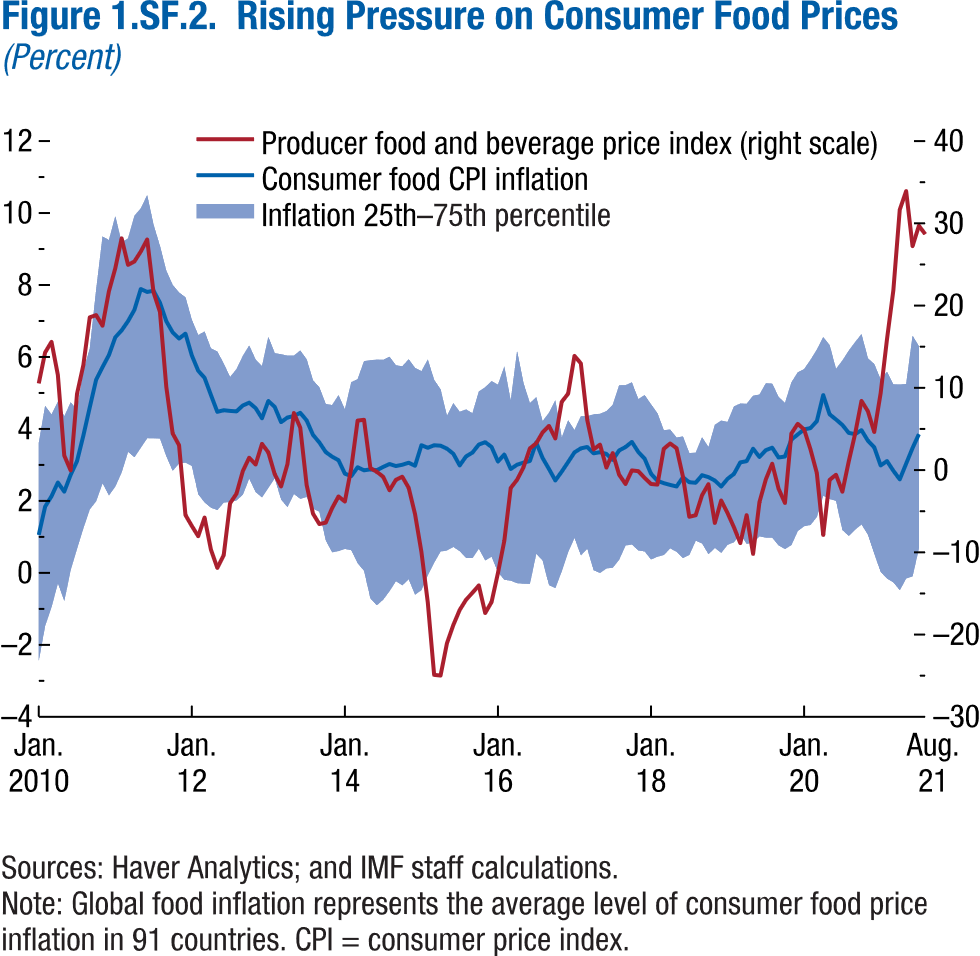 Figure 1.SF.2.  Rising Pressure on Consumer Food Prices
(Percent)
Producer food and beverage price index (right scale)
Consumer food CPI inflation
Inflation 25th–75th percentile
12
10
8
6
4
2
0
–2
–4
40
30
20
10
0
–10
–20
–30
Jan. Jan. Jan. Jan. Jan. Jan. Aug.
2010 12 14 16 18 20 21
Sources: Haver Analytics; and IMF staff calculations.
Note: Global food inflation represents the average level of consumer food price
inflation in 91 countries. CPI = consumer price index.